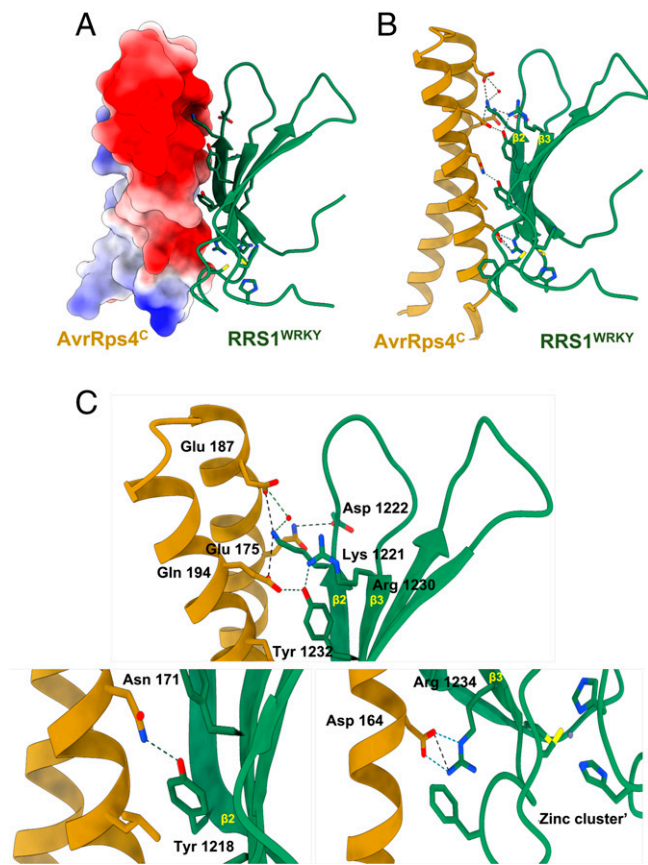 A
B
β2
β3
AvrRps4C
RRS1WRKY
AvrRps4C
RRS1WRKY
C
Glu 187
Asp 1222
Glu 175
Lys 1221
Gln 194
Arg 1230
β2
β3
Tyr 1232
Asn 171
β2
Tyr 1218
β3
Arg 1234
Asp 164
Zinc cluster'